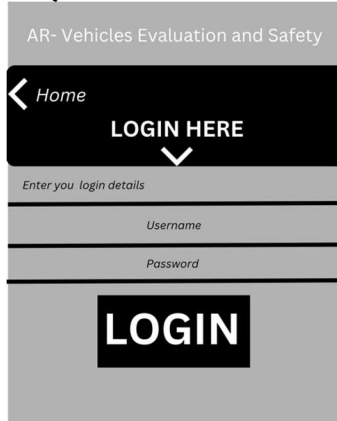 AR- Vehicles Evaluation and Safety
Home
LOGIN HERE
Enter you login details
Username
Password
LOGIN